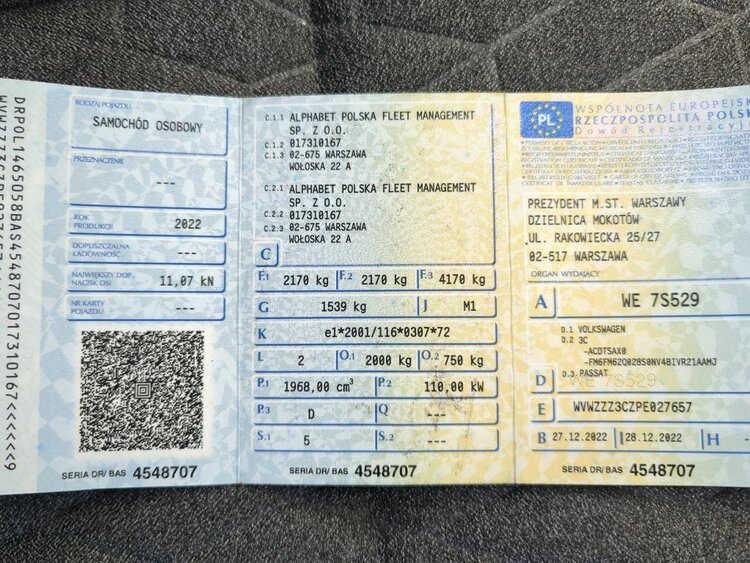 RODZAJ POJAZDU
SAMOCHÓD OSOBOWY
PRZEZNACZENIE
---
ROK
PRODUKCJI
2022
DOPUSZCZALNA
ŁADOWNOŚĆ
---
NAJWIĘKSZY DOP.
NACISK OSI
11,07 kN
NR KARTY
POJAZDU
---
SERIA DR/ BAS 4548707
C.1.1 ALPHABET POLSKA FLEET MANAGEMENT
SP. Z O.O.
C.1.2 017310167
C.1.3 02-675 WARSZAWA
WOŁOSKA 22 A
C.2.1 ALPHABET POLSKA FLEET MANAGEMENT
SP. Z O.O.
C.2.2 017310167
C.2.3 02-675 WARSZAWA
WOŁOSKA 22 A
C
F.1 2170 kg F.2 2170 kg F.3 4170 kg
G 1539 kg J M1
K e1*2001/116*0307*72
L 2 O.1 2000 kg O.2 750 kg
P.1 1968,00 cm³ P.2 110,00 kW
P.3 D Q ---
S.1 5 S.2 ---
SERIA DR/ BAS 4548707
PL
WSPÓLNOTA EUROPEJSK
RZECZPOSPOLITA POLSK
Dowód Rejestracyj
PREZYDENT M.ST. WARSZAWY
DZIELNICA MOKOTÓW
UL. RAKOWIECKA 25/27
02-517 WARSZAWA
ORGAN WYDAJĄCY
A WE 7S529
D.1 VOLKSWAGEN
D.2 3C
-ACDTSAX0
-FM6FM62Q028S0NV48IVR21AAMJ
D.3 PASSAT
D WE 7S529
E WVWZZZ3CZPE027657
B 27.12.2022 I 28.12.2022 H ---
SERIA DR/ BAS 4548707